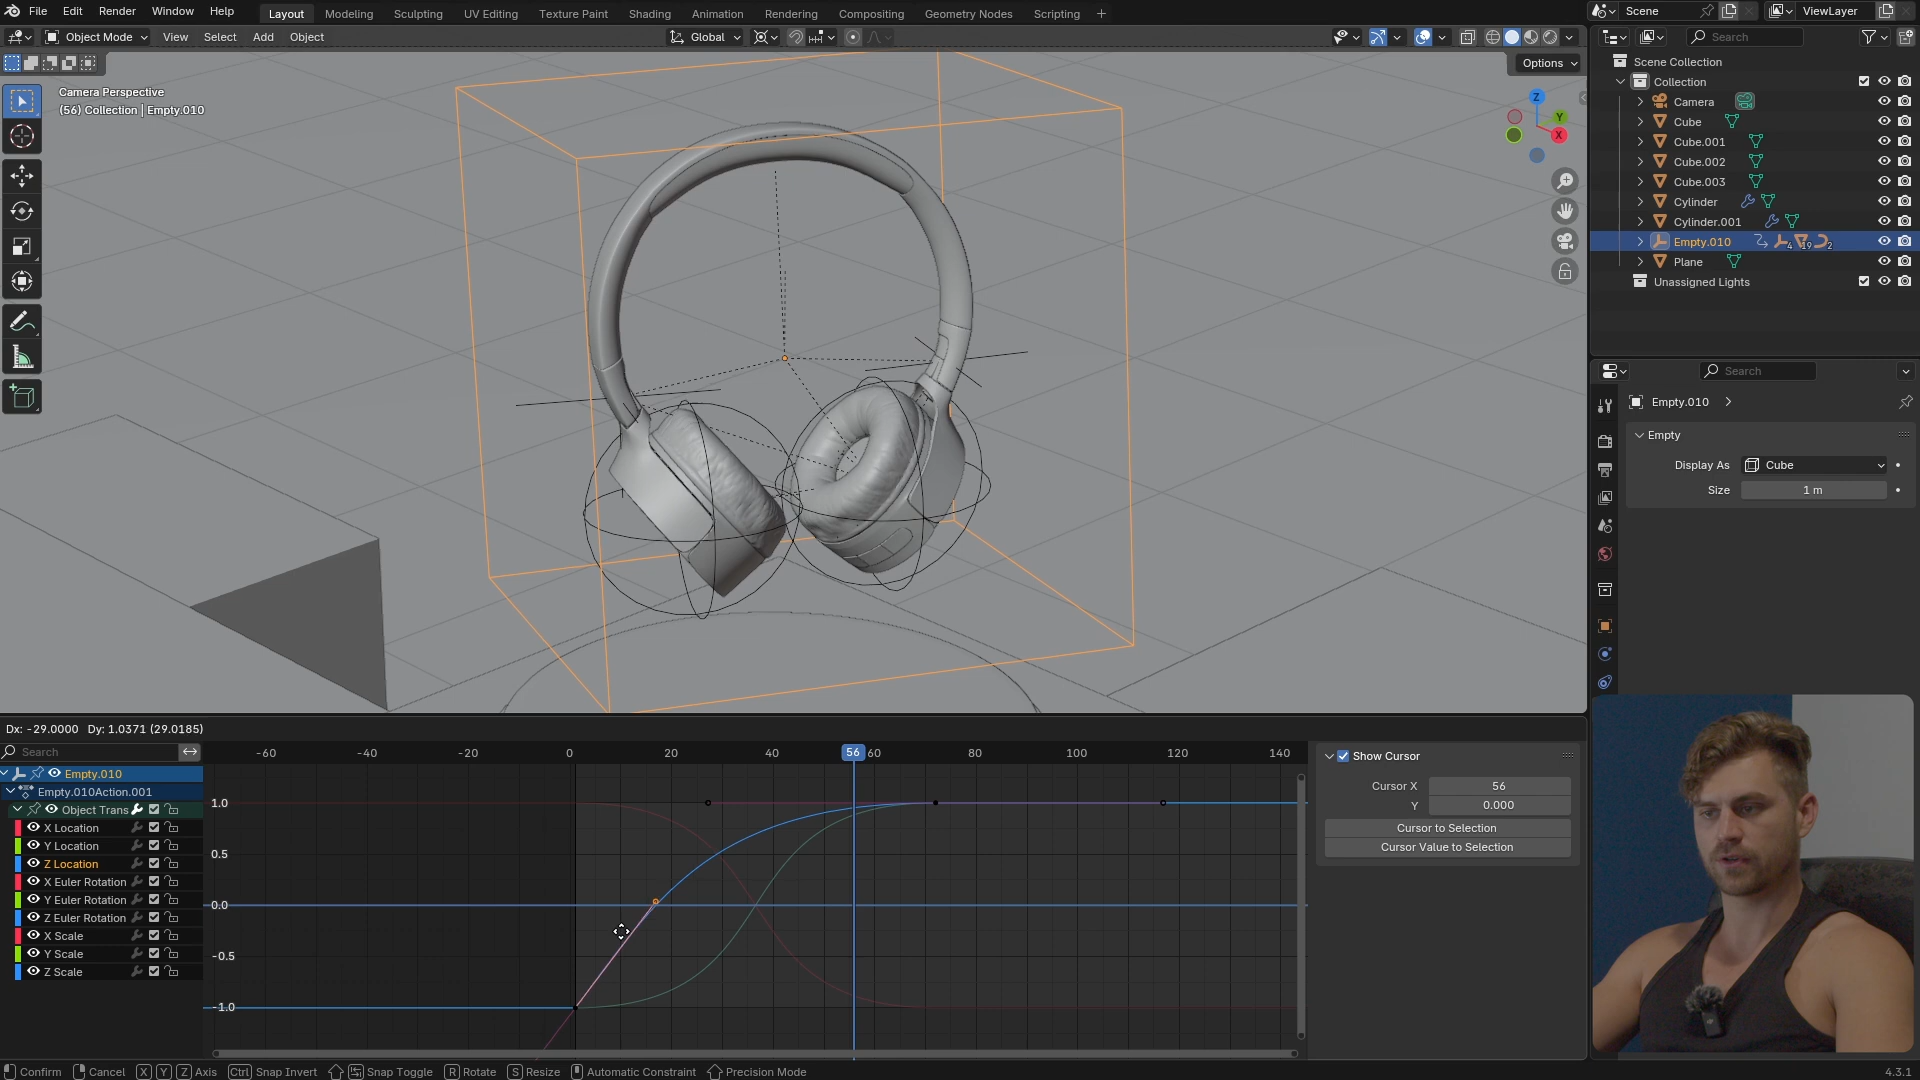 File Edit Render Window Help Layout Modeling Sculpting UV Editing Texture Paint Shading Animation Rendering Compositing Geometry Nodes Scripting + Scene ViewLayer
Object Mode View Select Add Object Global Search
Options
Camera Perspective
(56) Collection | Empty.010
Z
Y
X
Scene Collection
Collection
Camera
Cube
Cube.001
Cube.002
Cube.003
Cylinder
Cylinder.001
Empty.010 4 19 2
Plane
Unassigned Lights
Search
Empty.010
Empty
Display As Cube
Size 1 m
Dx: -29.0000 Dy: 1.0371 (29.0185)
Search -60 -40 -20 0 20 40 56 60 80 100 120 140
Empty.010
Empty.010Action.001
Object Trans
X Location
Y Location
Z Location
X Euler Rotation
Y Euler Rotation
Z Euler Rotation
X Scale
Y Scale
Z Scale
1.0
0.5
0.0
-0.5
-1.0
Show Cursor
Cursor X 56
Y 0.000
Cursor to Selection
Cursor Value to Selection
Confirm Cancel X Y Z Axis Ctrl Snap Invert Snap Toggle R Rotate S Resize Automatic Constraint Precision Mode 4.3.1